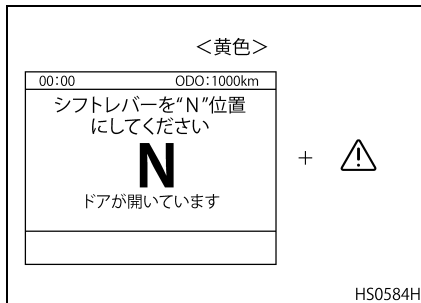 ＜黄色＞
00:00 ODO:1000km
シフトレバーを“N”位置
にしてください
N
ドアが開いています
+
HS0584H